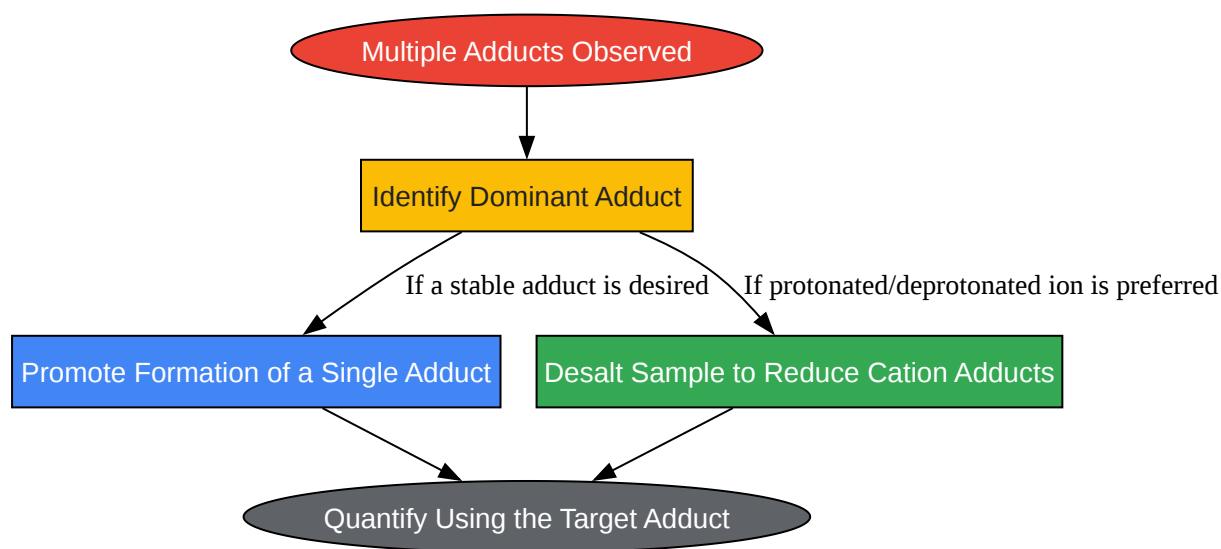 Multiple Adducts Observed
Identify Dominant Adduct
If a stable adduct is desired
If protonated/deprotonated ion is preferred
Promote Formation of a Single Adduct
Desalt Sample to Reduce Cation Adducts
Quantify Using the Target Adduct